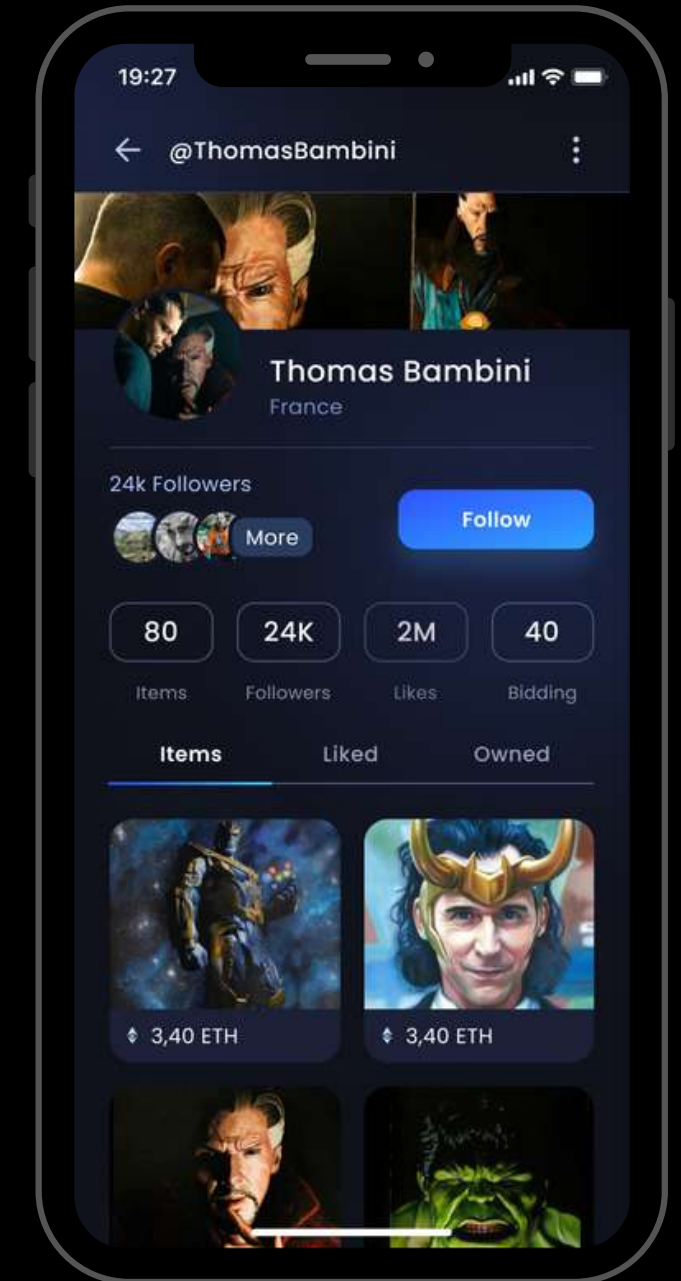 19:27
@ThomasBambini
Thomas Bambini
France
24k Followers
More
Follow
80
24K
2M
40
Items
Followers
Likes
Bidding
Items
Liked
Owned
3,40 ETH
3,40 ETH